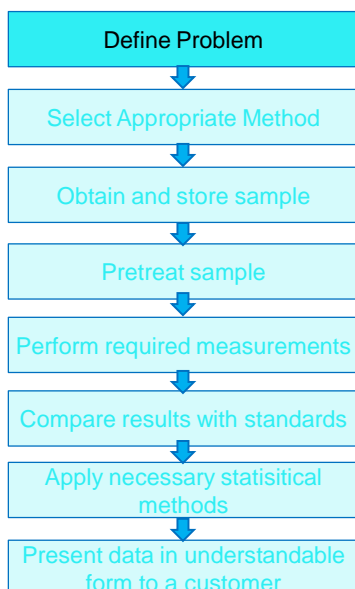 Define Problem
Select Appropriate Method
Obtain and store sample
Pretreat sample
Perform required measurements
Compare results with standards
Apply necessary statisitical
methods
Present data in understandable
form to a customer